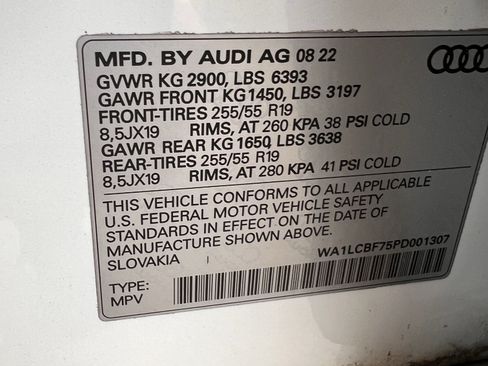 MFD. BY AUDI AG 08 22
GVWR KG 2900, LBS 6393
GAWR FRONT KG1450, LBS 3197
FRONT-TIRES 255/55 R19
8,5JX19 RIMS, AT 260 KPA 38 PSI COLD
GAWR REAR KG 1650, LBS 3638
REAR-TIRES 255/55 R19
8,5JX19 RIMS, AT 280 KPA 41 PSI COLD
THIS VEHICLE CONFORMS TO ALL APPLICABLE
U.S. FEDERAL MOTOR VEHICLE SAFETY
STANDARDS IN EFFECT ON THE DATE OF
MANUFACTURE SHOWN ABOVE.
SLOVAKIA
WA1LCBF75PD001307
TYPE:
MPV